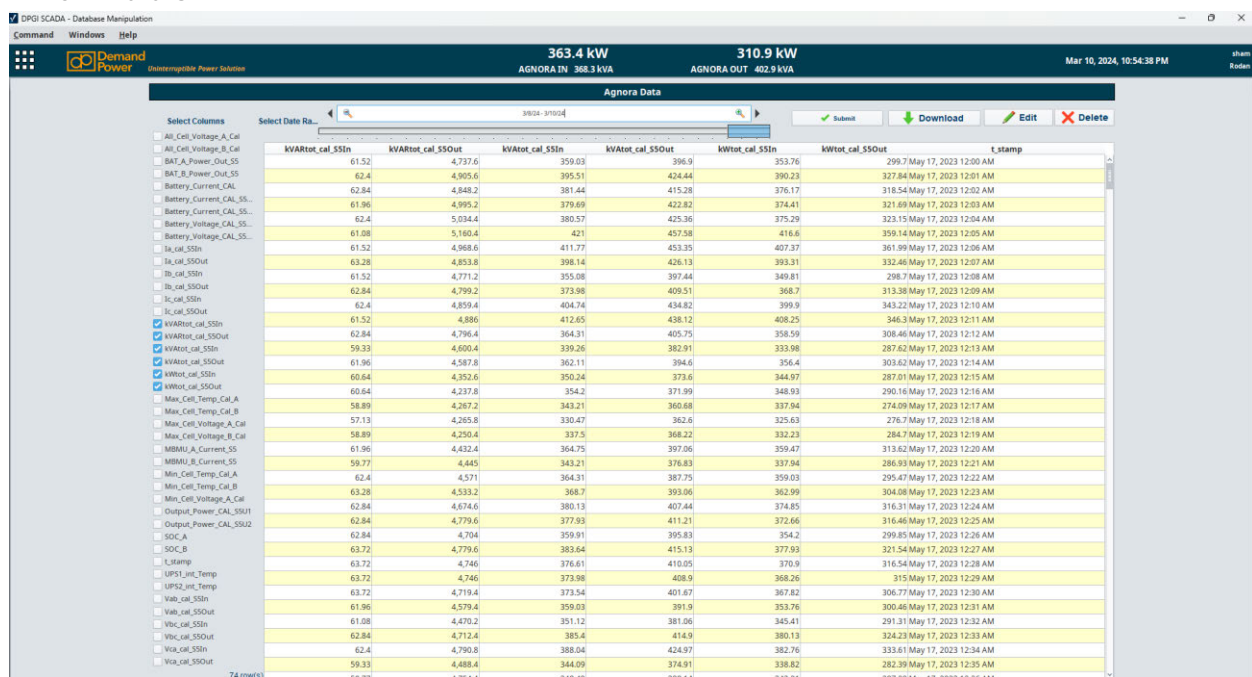 DPGI SCADA - Database Manipulation
Command Windows Help
Demand Power
Uninterruptible Power Solution
363.4 kW
AGNORA IN 368.3 kVA
310.9 kW
AGNORA OUT 402.9 kVA
Mar 10, 2024, 10:54:38 PM
sham
Rodan
Agnora Data
Select Columns
Select Date Ra...
3/8/24 - 3/10/24
Submit
Download
Edit
Delete
All_Cell_Voltage_A_Cal
All_Cell_Voltage_B_Cal
BAT_A_Power_Out_S5
BAT_B_Power_Out_S5
Battery_Current_CAL
Battery_Current_CAL_S5...
Battery_Current_CAL_S5...
Battery_Voltage_CAL_S5...
Battery_Voltage_CAL_S5...
Ia_cal_S5In
Ia_cal_S5Out
Ib_cal_S5In
Ib_cal_S5Out
Ic_cal_S5In
Ic_cal_S5Out
kVARtot_cal_S5In
kVARtot_cal_S5Out
kVAtot_cal_S5In
kVAtot_cal_S5Out
kWtot_cal_S5In
kWtot_cal_S5Out
Max_Cell_Temp_Cal_A
Max_Cell_Temp_Cal_B
Max_Cell_Voltage_A_Cal
Max_Cell_Voltage_B_Cal
MBMU_A_Current_S5
MBMU_B_Current_S5
Min_Cell_Temp_Cal_A
Min_Cell_Temp_Cal_B
Min_Cell_Voltage_A_Cal
Output_Power_CAL_S5U1
Output_Power_CAL_S5U2
SOC_A
SOC_B
t_stamp
UPS1_int_Temp
UPS2_int_Temp
Vab_cal_S5In
Vab_cal_S5Out
Vbc_cal_S5In
Vbc_cal_S5Out
Vca_cal_S5In
Vca_cal_S5Out
74 row(s)
kVARtot_cal_S5In kVARtot_cal_S5Out kVAtot_cal_S5In kVAtot_cal_S5Out kWtot_cal_S5In kWtot_cal_S5Out t_stamp
61.52 4,737.6 359.03 396.9 353.76 299.7 May 17, 2023 12:00 AM
62.4 4,905.6 395.51 424.44 390.23 327.84 May 17, 2023 12:01 AM
62.84 4,848.2 381.44 415.28 376.17 318.54 May 17, 2023 12:02 AM
61.96 4,995.2 379.69 422.82 374.41 321.69 May 17, 2023 12:03 AM
62.4 5,034.4 380.57 425.36 375.29 323.15 May 17, 2023 12:04 AM
61.08 5,160.4 421 457.58 416.6 359.14 May 17, 2023 12:05 AM
61.52 4,968.6 411.77 453.35 407.37 361.99 May 17, 2023 12:06 AM
63.28 4,853.8 398.14 426.13 393.31 332.46 May 17, 2023 12:07 AM
61.52 4,771.2 355.08 397.44 349.81 298.7 May 17, 2023 12:08 AM
62.84 4,799.2 373.98 409.51 368.7 313.38 May 17, 2023 12:09 AM
62.4 4,859.4 404.74 434.82 399.9 343.22 May 17, 2023 12:10 AM
61.52 4,886 412.65 438.12 408.25 346.3 May 17, 2023 12:11 AM
62.84 4,796.4 364.31 405.75 358.59 308.46 May 17, 2023 12:12 AM
59.33 4,600.4 339.26 382.91 333.98 287.62 May 17, 2023 12:13 AM
61.96 4,587.8 362.11 394.6 356.4 303.62 May 17, 2023 12:14 AM
60.64 4,352.6 350.24 373.6 344.97 287.01 May 17, 2023 12:15 AM
60.64 4,237.8 354.2 371.99 348.93 290.16 May 17, 2023 12:16 AM
58.89 4,267.2 343.21 360.68 337.94 274.09 May 17, 2023 12:17 AM
57.13 4,265.8 330.47 362.6 325.63 276.7 May 17, 2023 12:18 AM
58.89 4,250.4 337.5 368.22 332.23 284.7 May 17, 2023 12:19 AM
61.96 4,432.4 364.75 397.06 359.47 313.62 May 17, 2023 12:20 AM
59.77 4,445 343.21 376.83 337.94 286.93 May 17, 2023 12:21 AM
62.4 4,571 364.31 387.75 359.03 295.47 May 17, 2023 12:22 AM
63.28 4,533.2 368.7 393.06 362.99 304.08 May 17, 2023 12:23 AM
62.84 4,674.6 380.13 407.44 374.85 316.31 May 17, 2023 12:24 AM
62.84 4,779.6 377.93 411.21 372.66 316.46 May 17, 2023 12:25 AM
62.84 4,704 359.91 395.83 354.2 299.85 May 17, 2023 12:26 AM
63.72 4,779.6 383.64 415.13 377.93 321.54 May 17, 2023 12:27 AM
63.72 4,746 376.61 410.05 370.9 316.54 May 17, 2023 12:28 AM
63.72 4,746 373.98 408.9 368.26 315 May 17, 2023 12:29 AM
63.72 4,719.4 373.54 401.67 367.82 306.77 May 17, 2023 12:30 AM
61.96 4,579.4 359.03 391.9 353.76 300.46 May 17, 2023 12:31 AM
61.08 4,470.2 351.12 381.06 345.41 291.31 May 17, 2023 12:32 AM
62.84 4,712.4 385.4 414.9 380.13 324.23 May 17, 2023 12:33 AM
62.4 4,790.8 388.04 424.97 382.76 333.61 May 17, 2023 12:34 AM
59.33 4,488.4 344.09 374.91 338.82 282.39 May 17, 2023 12:35 AM